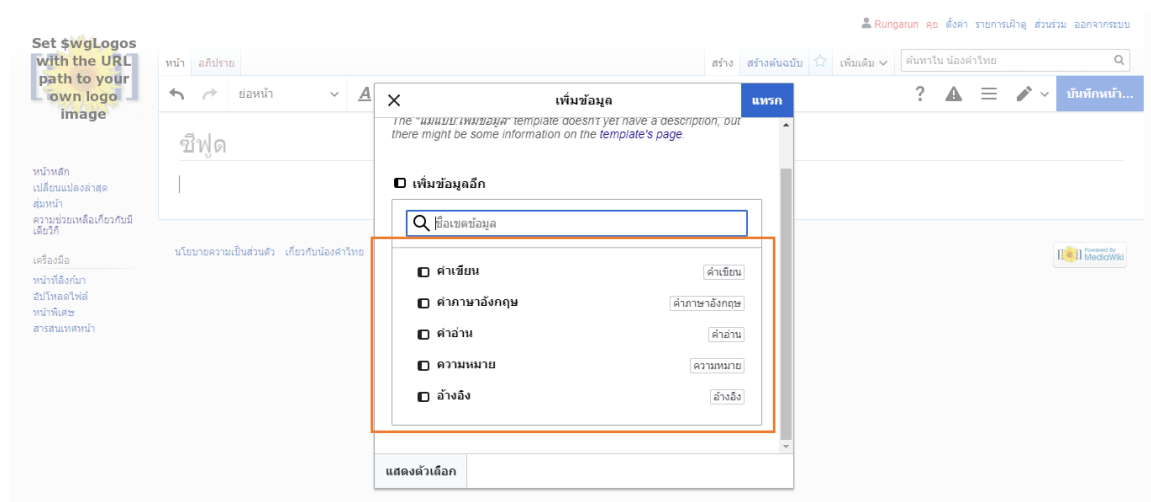 Rungarun คุย ตั้งค่า รายการเฝ้าดู ส่วนร่วม ออกจากระบบ
Set $wgLogos
with the URL
path to your
own logo
image
หน้า อภิปราย สร้าง สร้างต้นฉบับ เพิ่มเติม ค้นหาใน น้องคำไทย
ย่อหน้า A ? บันทึกหน้า...
เพิ่มข้อมูล แทรก
The "แม่แบบ:เพิ่มข้อมูล" template doesn't yet have a description, but
there might be some information on the template's page.
ซีฟูด
เพิ่มข้อมูลอีก
ชื่อเขตข้อมูล
คำเขียน คำเขียน
คำภาษาอังกฤษ คำภาษาอังกฤษ
คำอ่าน คำอ่าน
ความหมาย ความหมาย
อ้างอิง อ้างอิง
แสดงตัวเลือก
หน้าหลัก
เปลี่ยนแปลงล่าสุด
สุ่มหน้า
ความช่วยเหลือเกี่ยวกับมี
เดียวิกิ
เครื่องมือ
หน้าที่ลิงก์มา
อัปโหลดไฟล์
หน้าพิเศษ
สารสนเทศหน้า
นโยบายความเป็นส่วนตัว เกี่ยวกับน้องคำไทย
Powered By
MediaWiki